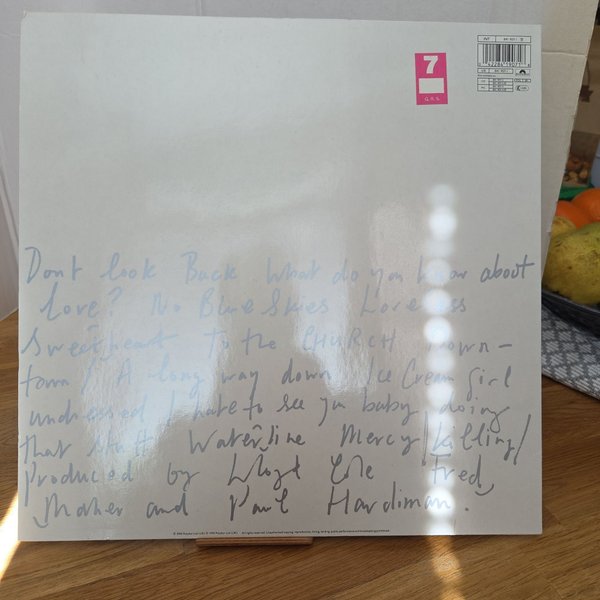 7
G.R.S
Dont look Back. What do you know about
Love? No Blue Skies Loveless
Sweetheart To the CHURCH Down-
town / A long way down Ice Cream girl
undressed I hate to see you baby doing
that stuff Waterline Mercy/killing/
Produced by Lloyd Cole Fred
Maher and Paul Hardiman.